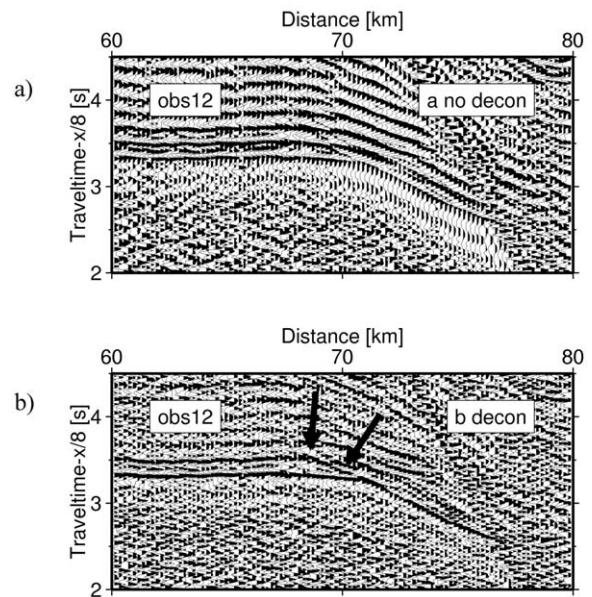 Distance [km]
60 70 80
a)
obs12 a no decon
Traveltime-x/8 [s]
4
3
2
Distance [km]
60 70 80
b)
obs12 b decon
Traveltime-x/8 [s]
4
3
2